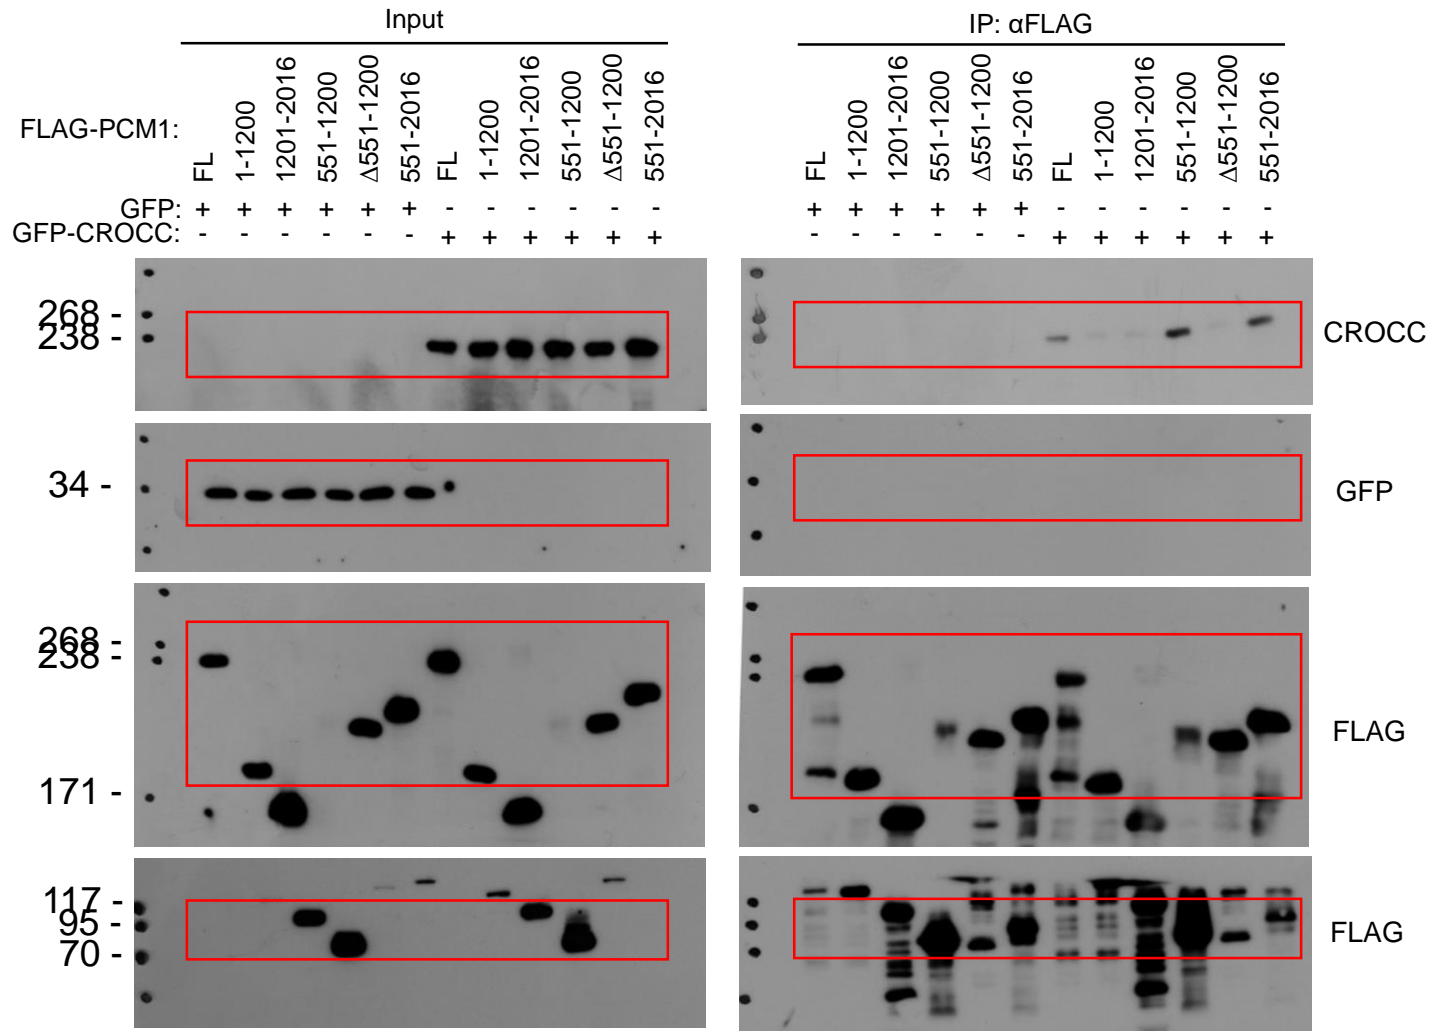 Input
IP: αFLAG
FLAG-PCM1:
FL 1-1200 1201-2016 551-1200 Δ551-1200 551-2016 FL 1-1200 1201-2016 551-1200 Δ551-1200 551-2016
FL 1-1200 1201-2016 551-1200 Δ551-1200 551-2016 FL 1-1200 1201-2016 551-1200 Δ551-1200 551-2016
GFP: + + + + + + - - - - - -
+ + + + + + - - - - - -
GFP-CROCC: - - - - - - + + + + + +
- - - - - - + + + + + +
268 -
238 -
CROCC
34 -
GFP
268 -
238 -
171 -
FLAG
117 -
95 -
70 -
FLAG